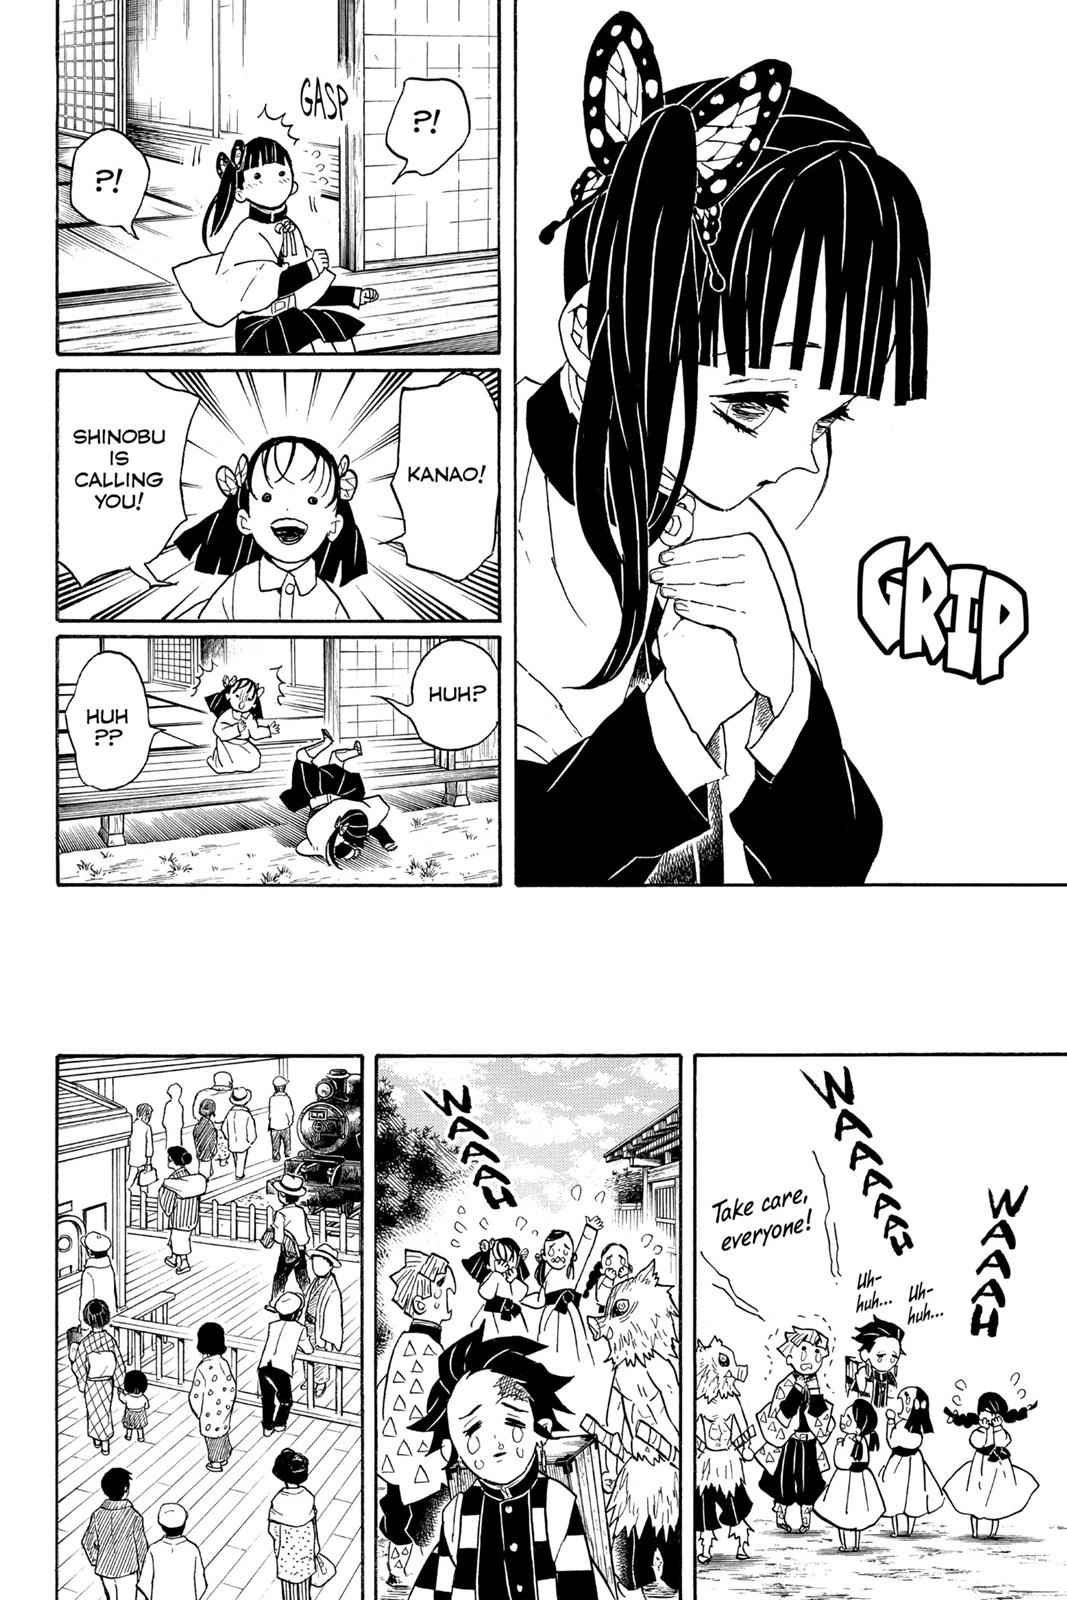 GRIP
?!
GASP
?!
KANAO!
SHINOBU
IS
CALLING
YOU!
HUH?
HUH
??
WAAAH
WAAAAAH
Take care,
everyone!
Uh-
huh...
Uh-
huh...
WAAAH